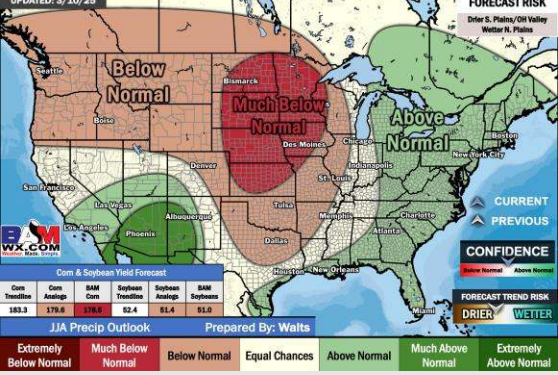 UPDATED: 3/10/25
FORECAST RISK
Drier S. Plains/OH Valley
Wetter N. Plains
Seattle
Below
Normal
Bismarck
Much Below
Normal
Above
Normal
Boise
Des Moines
Chicago
Boston
New York City
Denver
Indianapolis
St. Louis
San Francisco
Las Vegas
Tulsa
Memphis
Charlotte
Los Angeles
Phoenix
Albuquerque
Dallas
Atlanta
Houston
New Orleans
Miami
CURRENT
PREVIOUS
CONFIDENCE
Below Normal
Above Normal
FORECAST TREND RISK
DRIER
WETTER
BAM
WX.COM
Weather. Made. Simple.
Corn & Soybean Yield Forecast
Corn Trendline
Corn Analogs
BAM Corn
Soybean Trendline
Soybean Analogs
BAM Soybeans
183.3 179.6 178.0 52.4 51.4 51.0
JJA Precip Outlook
Prepared By: Walts
Extremely Below Normal
Much Below Normal
Below Normal
Equal Chances
Above Normal
Much Above Normal
Extremely Above Normal